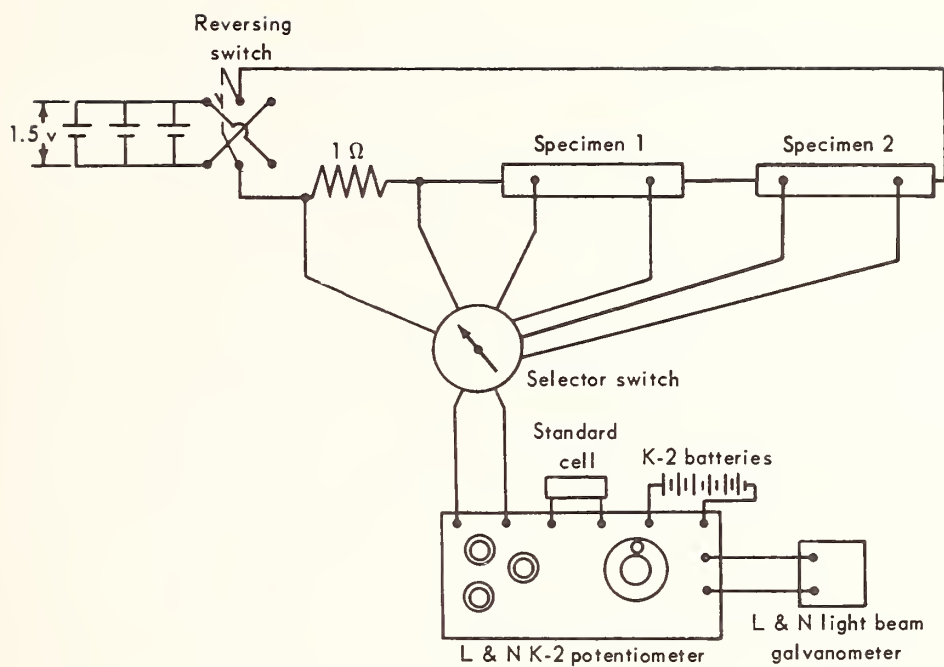 Reversing
switch
1.5 v
1 Ω
Specimen 1
Specimen 2
Selector switch
Standard
cell
K-2 batteries
L & N K-2 potentiometer
L & N light beam
galvanometer